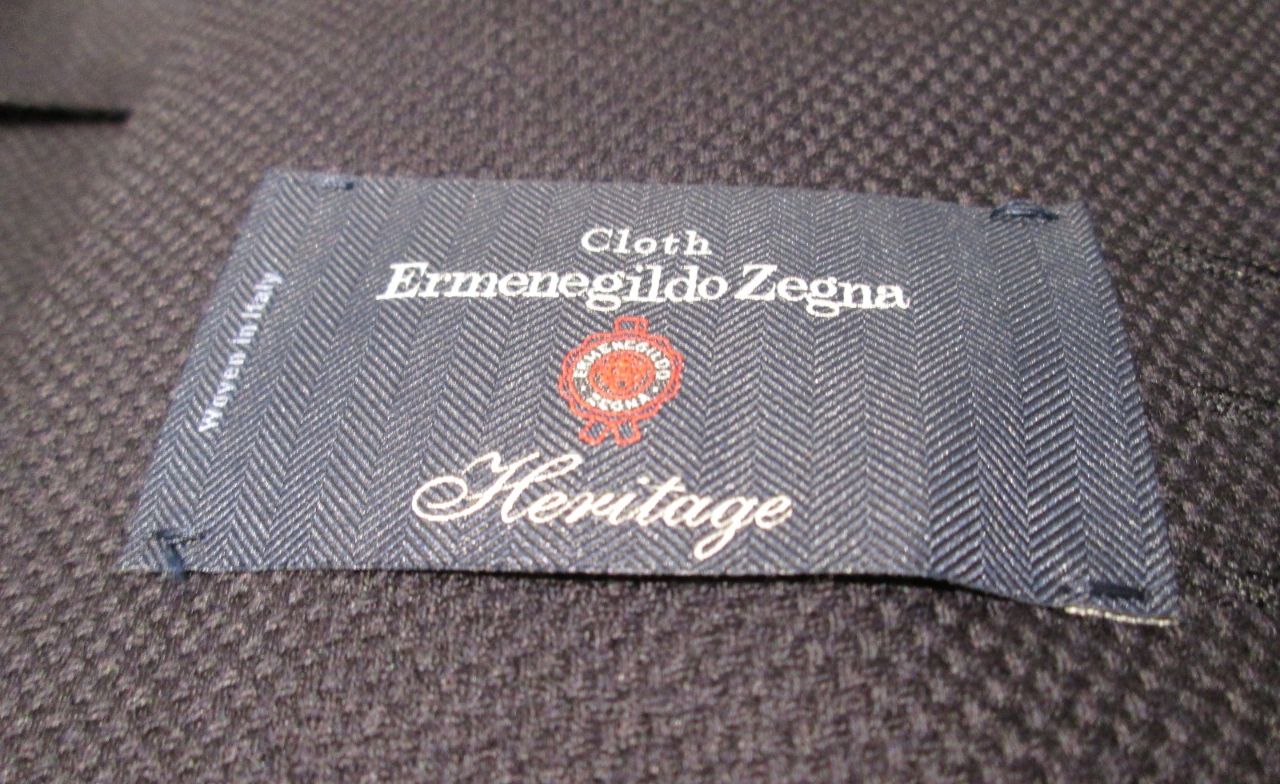 Cloth
Ermenegildo Zegna
ERMENEGILDO
ZEGNA
Heritage
Woven in Italy